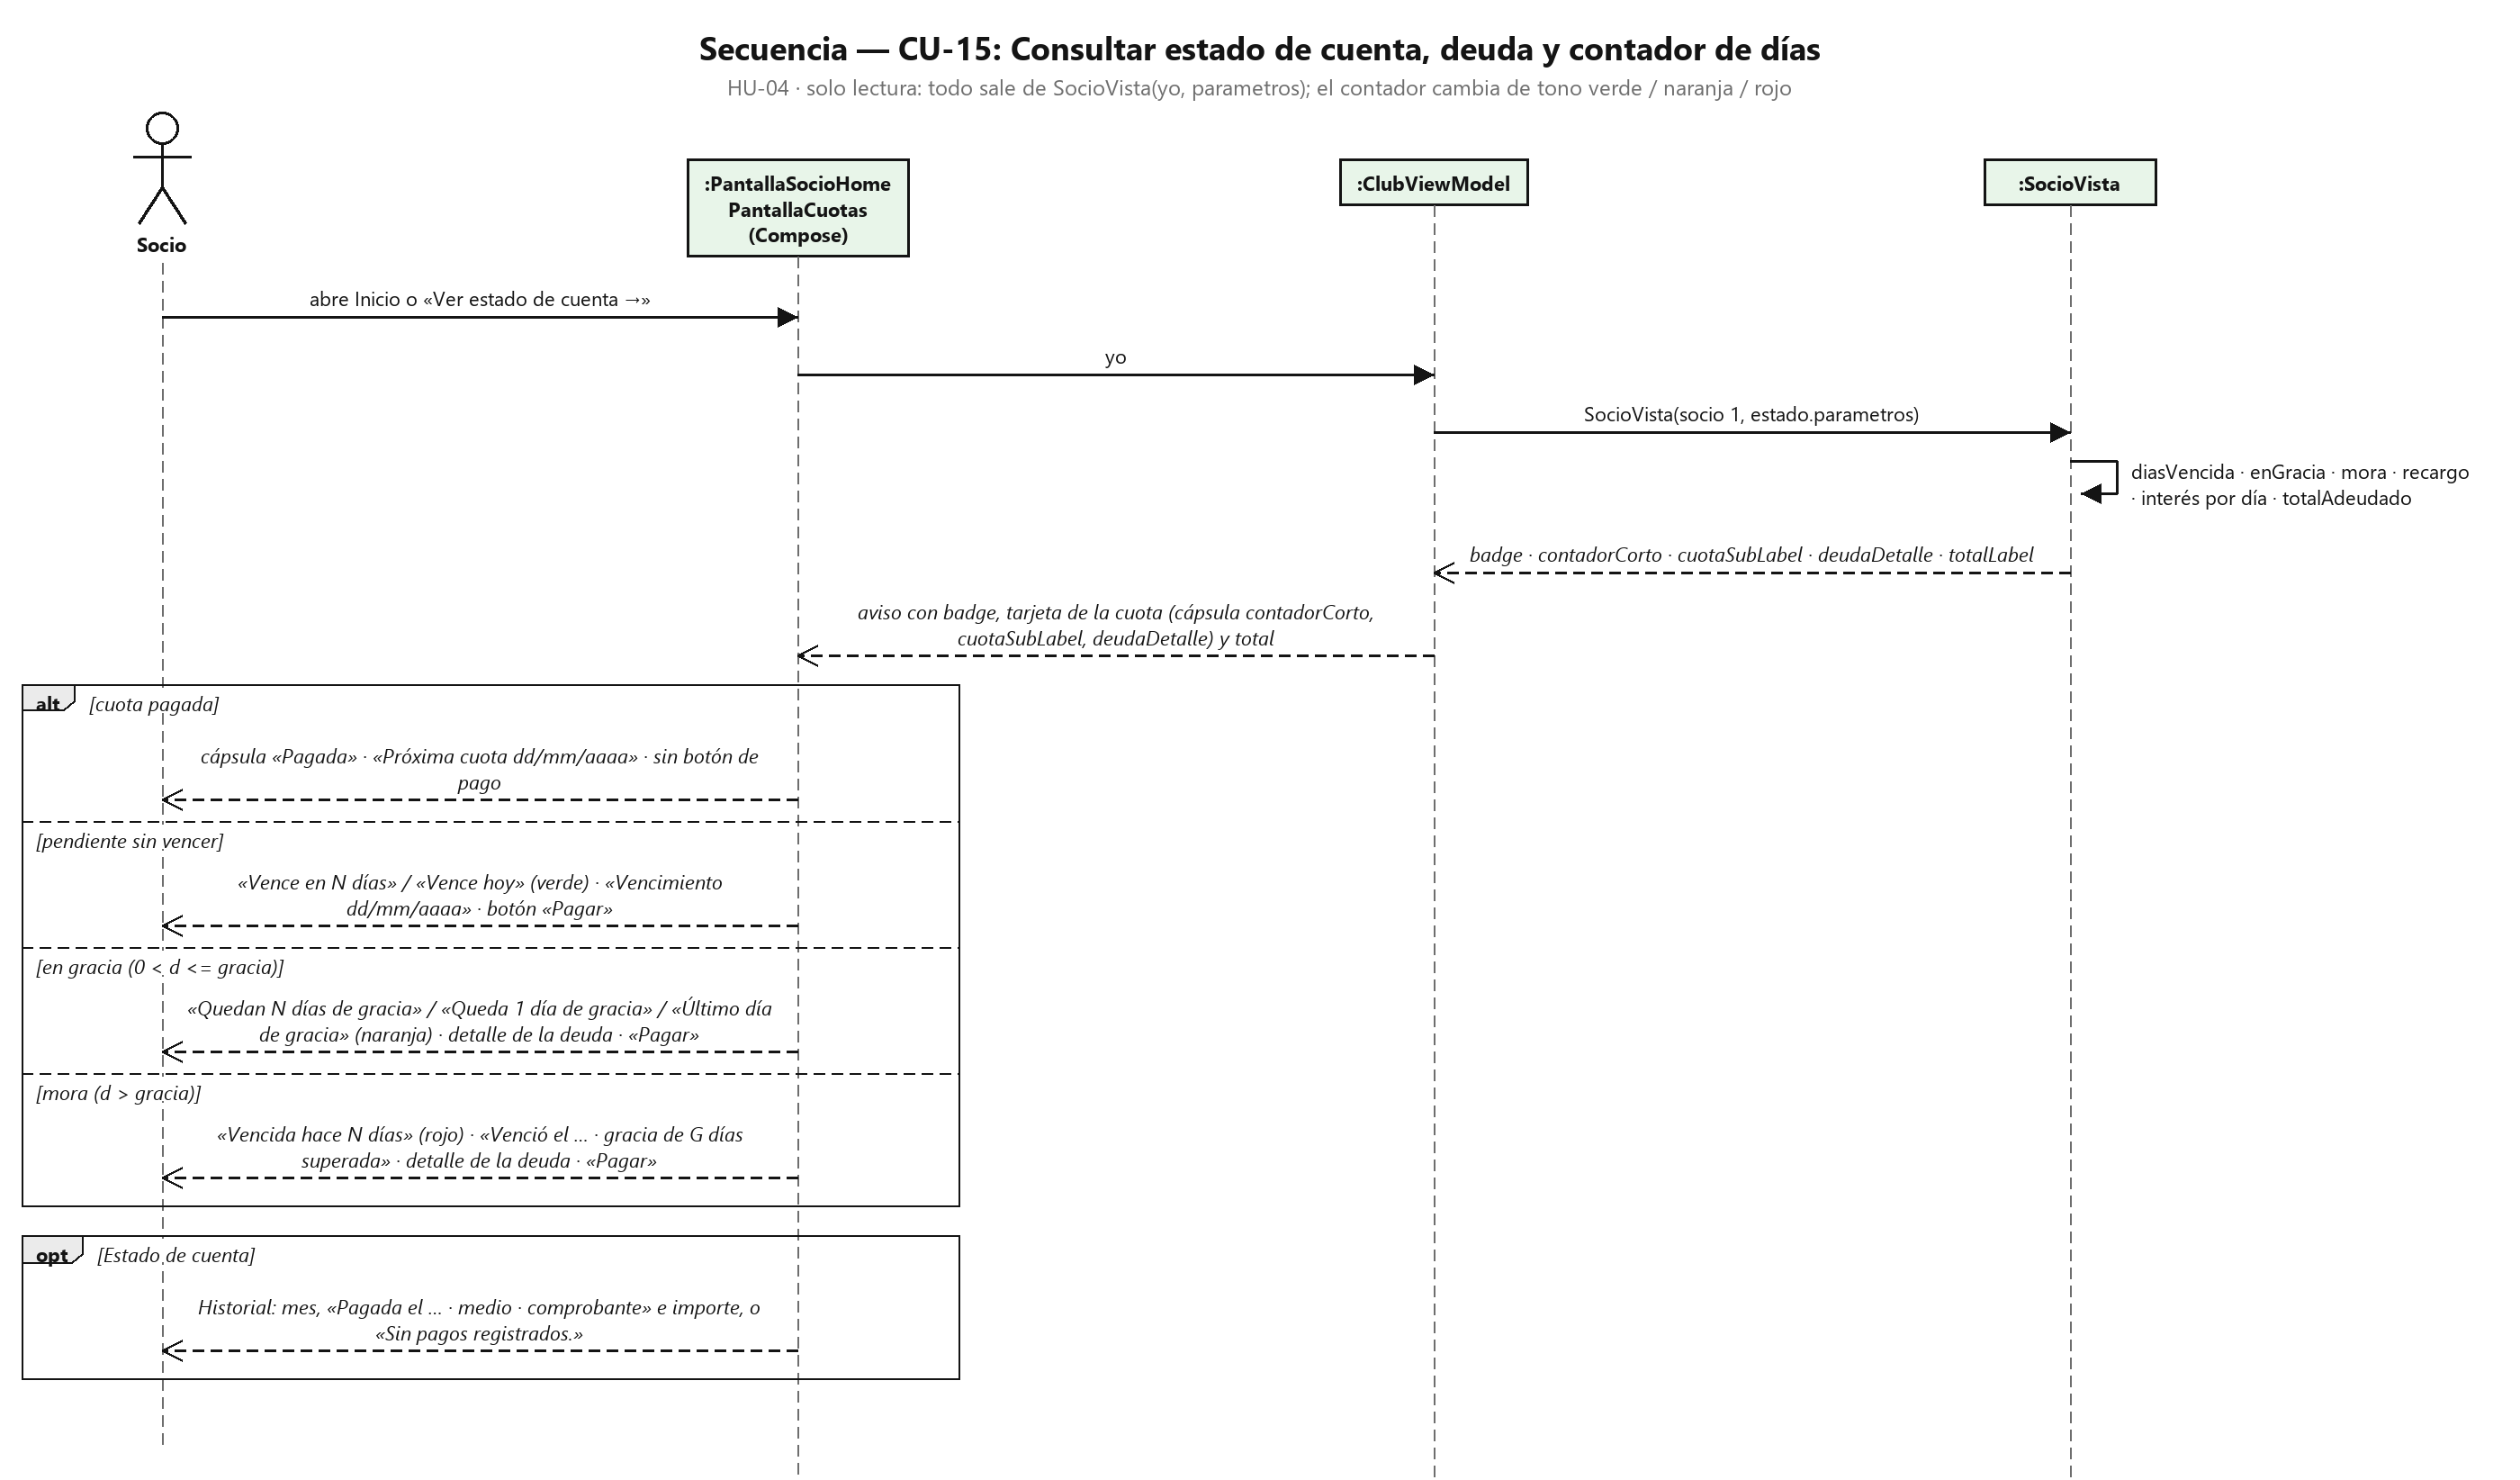 Secuencia — CU-15: Consultar estado de cuenta, deuda y contador de días
HU-04 · solo lectura: todo sale de SocioVista(yo, parametros); el contador cambia de tono verde / naranja / rojo
Socio
:PantallaSocioHome
PantallaCuotas
(Compose)
:ClubViewModel
:SocioVista
abre Inicio o «Ver estado de cuenta →»
yo
SocioVista(socio 1, estado.parametros)
diasVencida · enGracia · mora · recargo
· interés por día · totalAdeudado
badge · contadorCorto · cuotaSubLabel · deudaDetalle · totalLabel
aviso con badge, tarjeta de la cuota (cápsula contadorCorto,
cuotaSubLabel, deudaDetalle) y total
alt [cuota pagada]
cápsula «Pagada» · «Próxima cuota dd/mm/aaaa» · sin botón de
pago
[pendiente sin vencer]
«Vence en N días» / «Vence hoy» (verde) · «Vencimiento
dd/mm/aaaa» · botón «Pagar»
[en gracia (0 < d <= gracia)]
«Quedan N días de gracia» / «Queda 1 día de gracia» / «Último día
de gracia» (naranja) · detalle de la deuda · «Pagar»
[mora (d > gracia)]
«Vencida hace N días» (rojo) · «Venció el ... · gracia de G días
superada» · detalle de la deuda · «Pagar»
opt [Estado de cuenta]
Historial: mes, «Pagada el ... · medio · comprobante» e importe, o
«Sin pagos registrados.»